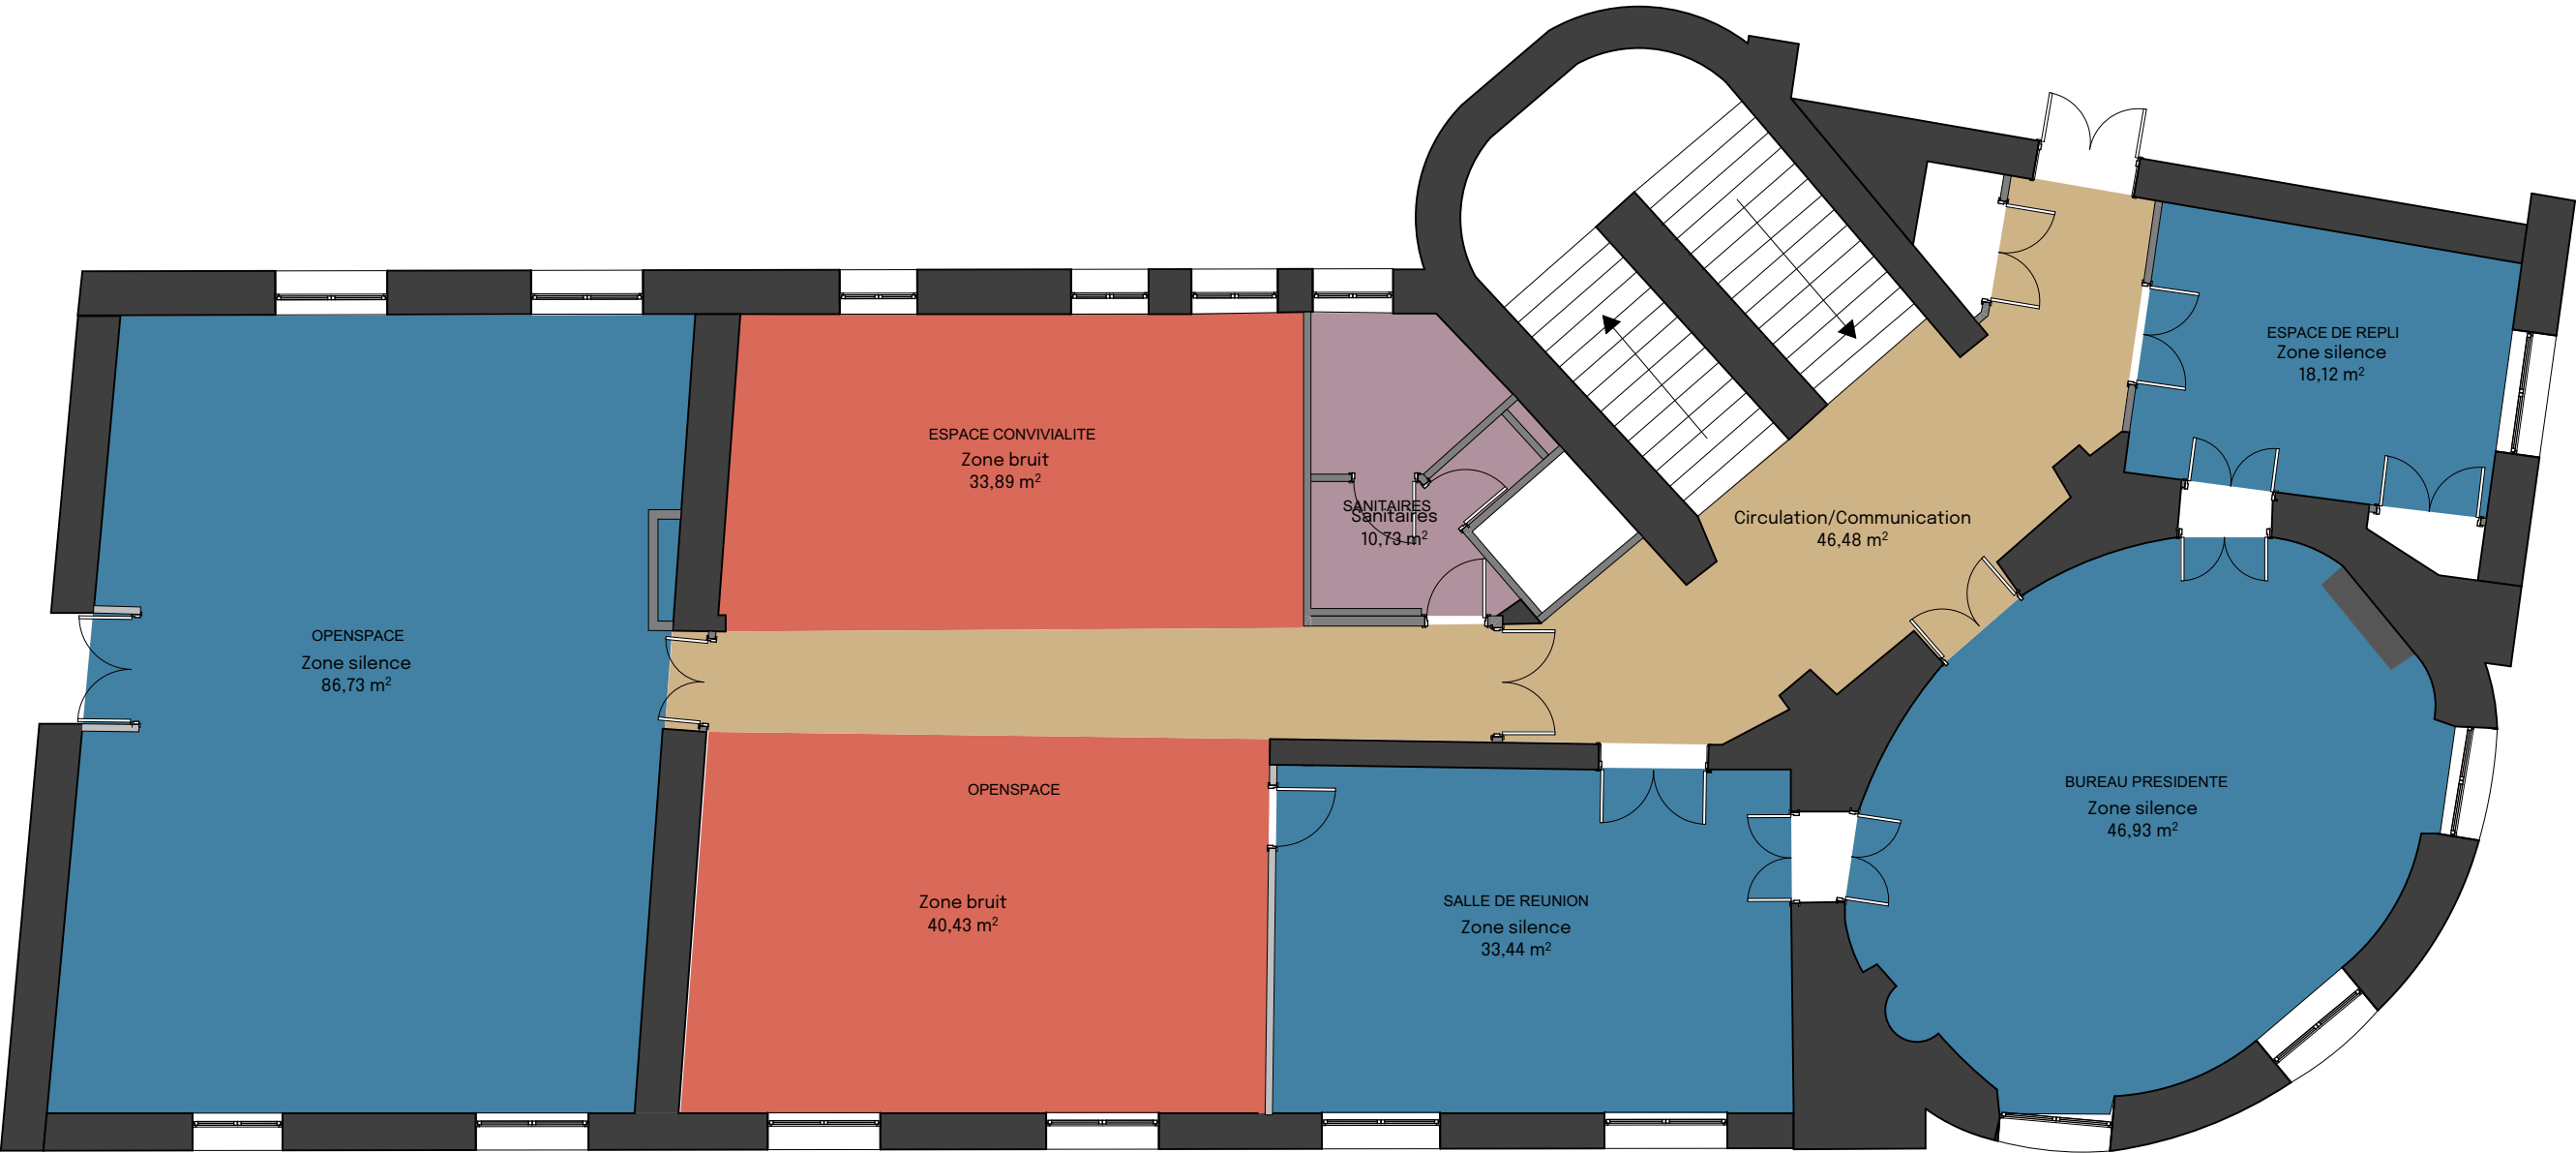 OPENSPACE
Zone silence
86,73 m²
ESPACE CONVIVIALITE
Zone bruit
33,89 m²
SANITAIRES
Sanitaires
10,73 m²
Circulation/Communication
46,48 m²
ESPACE DE REPLI
Zone silence
18,12 m²
OPENSPACE
Zone bruit
40,43 m²
SALLE DE REUNION
Zone silence
33,44 m²
BUREAU PRESIDENTE
Zone silence
46,93 m²